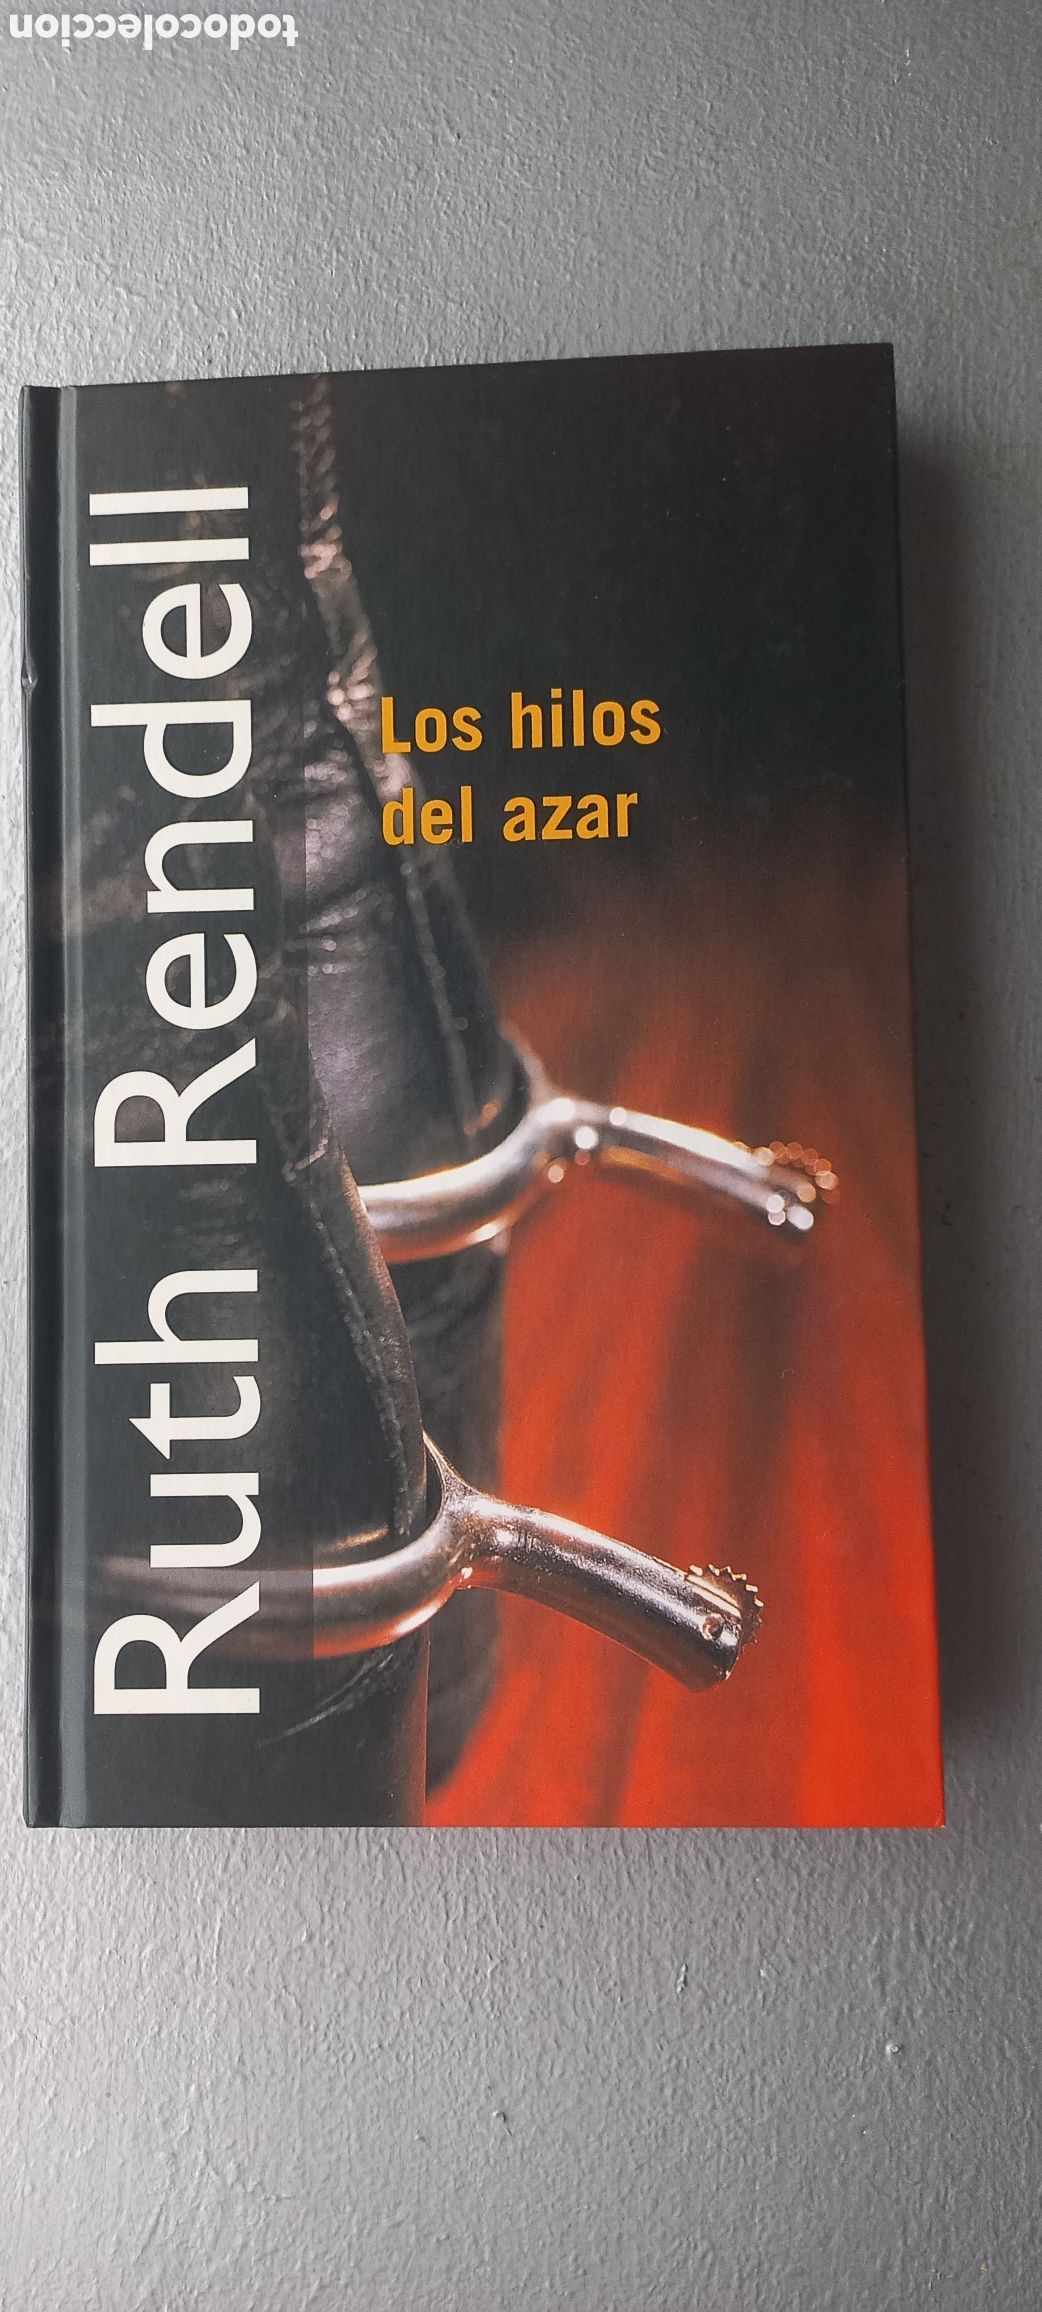 todocoleccion
Ruth Rendell
Los hilos
del azar